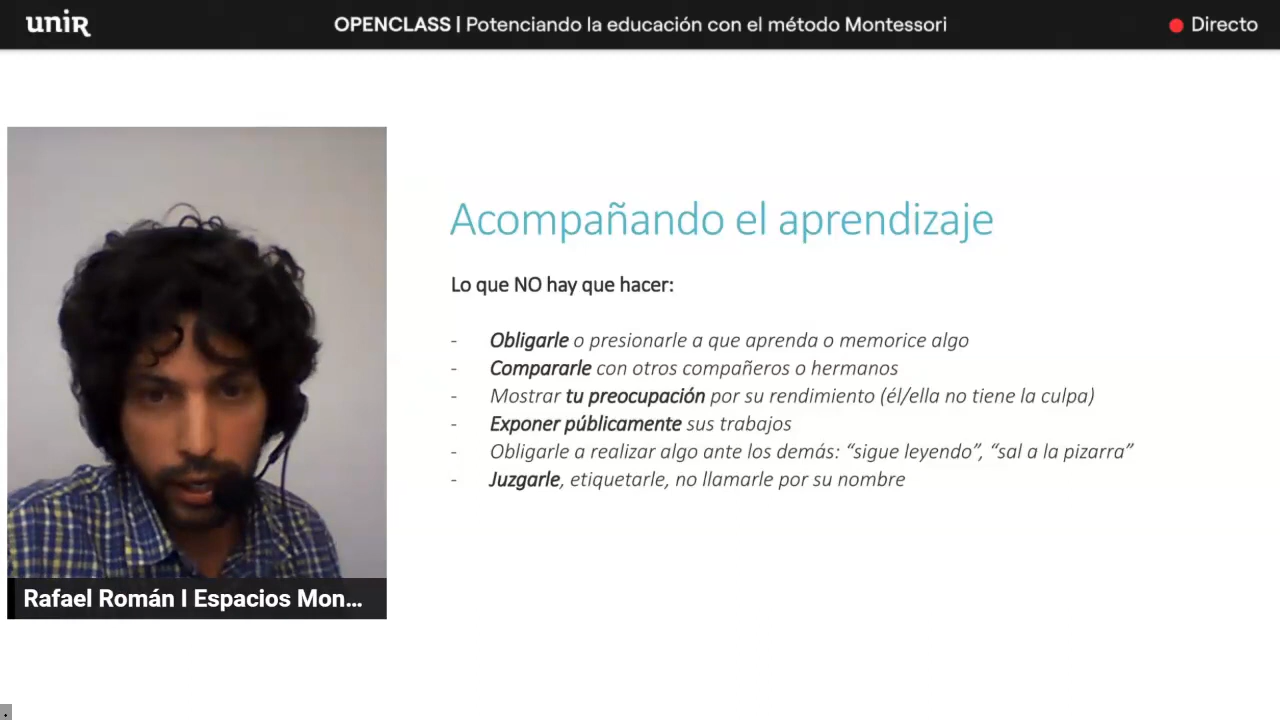 unir
OPENCLASS | Potenciando la educación con el método Montessori
Directo
Acompañando el aprendizaje
Lo que NO hay que hacer:
- Obligarle o presionarle a que aprenda o memorice algo
- Compararle con otros compañeros o hermanos
- Mostrar tu preocupación por su rendimiento (él/ella no tiene la culpa)
- Exponer públicamente sus trabajos
- Obligarle a realizar algo ante los demás: “sigue leyendo”, “sal a la pizarra”
- Juzgarle, etiquetarle, no llamarle por su nombre
Rafael Román I Espacios Mon...
.